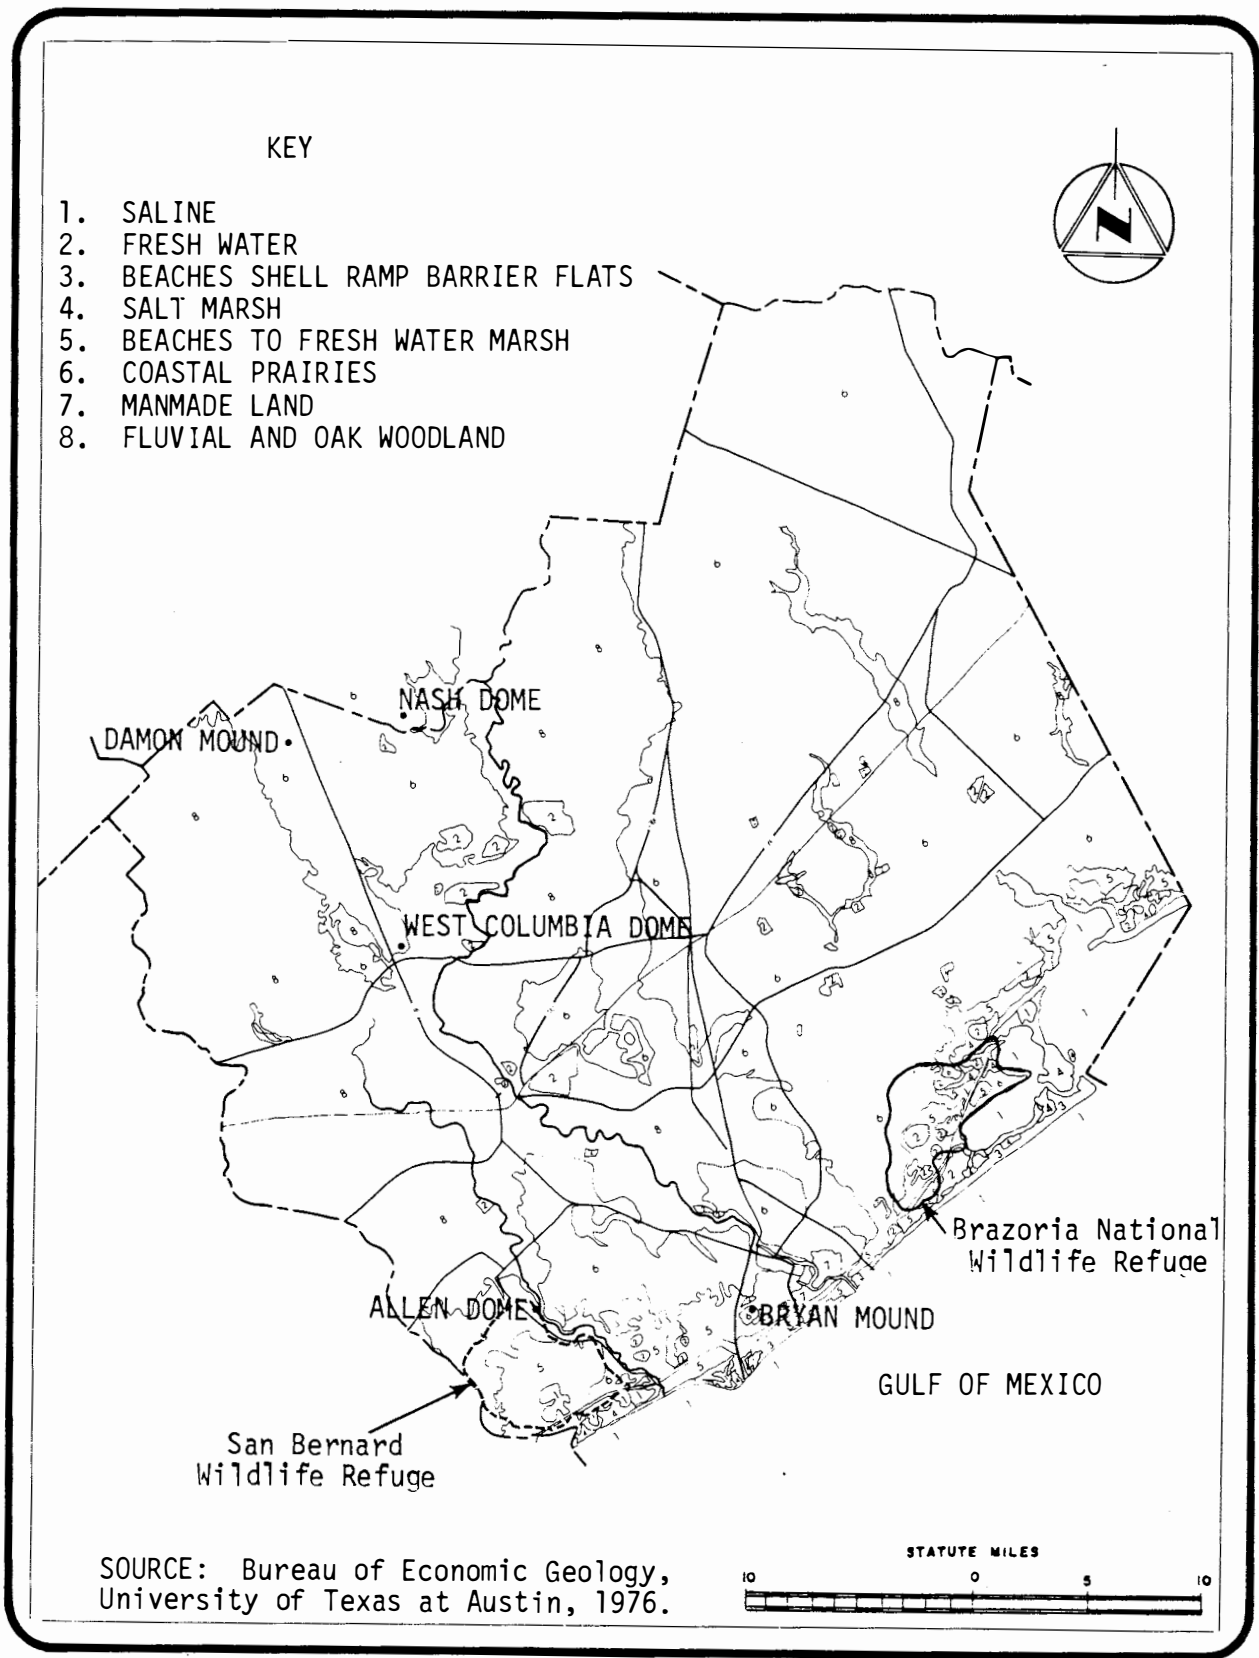 KEY
1. SALINE
2. FRESH WATER
3. BEACHES SHELL RAMP BARRIER FLATS
4. SALT MARSH
5. BEACHES TO FRESH WATER MARSH
6. COASTAL PRAIRIES
7. MANMADE LAND
8. FLUVIAL AND OAK WOODLAND
N
NASH DOME
DAMON MOUND
WEST COLUMBIA DOME
Brazoria National
Wildlife Refuge
ALLEN DOME
BRYAN MOUND
GULF OF MEXICO
San Bernard
Wildlife Refuge
SOURCE: Bureau of Economic Geology,
University of Texas at Austin, 1976.
STATUTE MILES
10 0 5 10